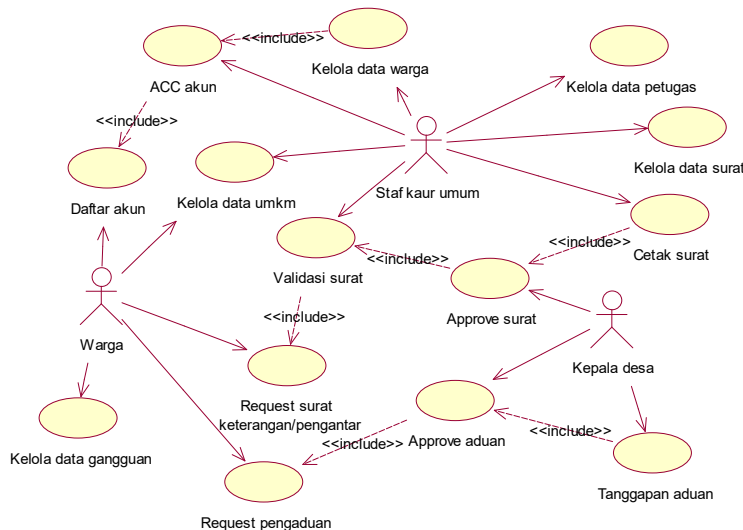 <<include>>
Kelola data warga
ACC akun
Kelola data petugas
<<include>>
Kelola data surat
Daftar akun
Kelola data umkm
Staf kaur umum
<<include>>
Cetak surat
<<include>>
Validasi surat
<<include>>
Approve surat
Warga
Kepala desa
Request surat
keterangan/pengantar
<<include>>
Approve aduan
<<include>>
Kelola data gangguan
Tanggapan aduan
Request pengaduan